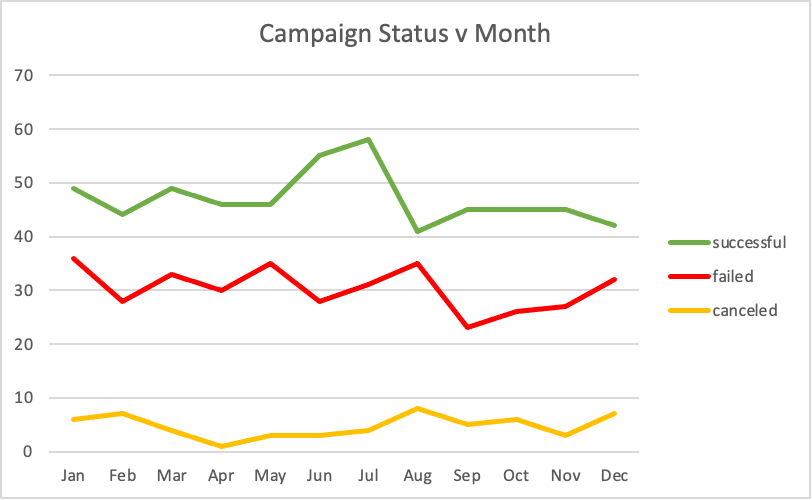 Campaign Status v Month
70
60
50
40
30
20
10
0
Jan Feb Mar Apr May Jun Jul Aug Sep Oct Nov Dec
successful
failed
canceled